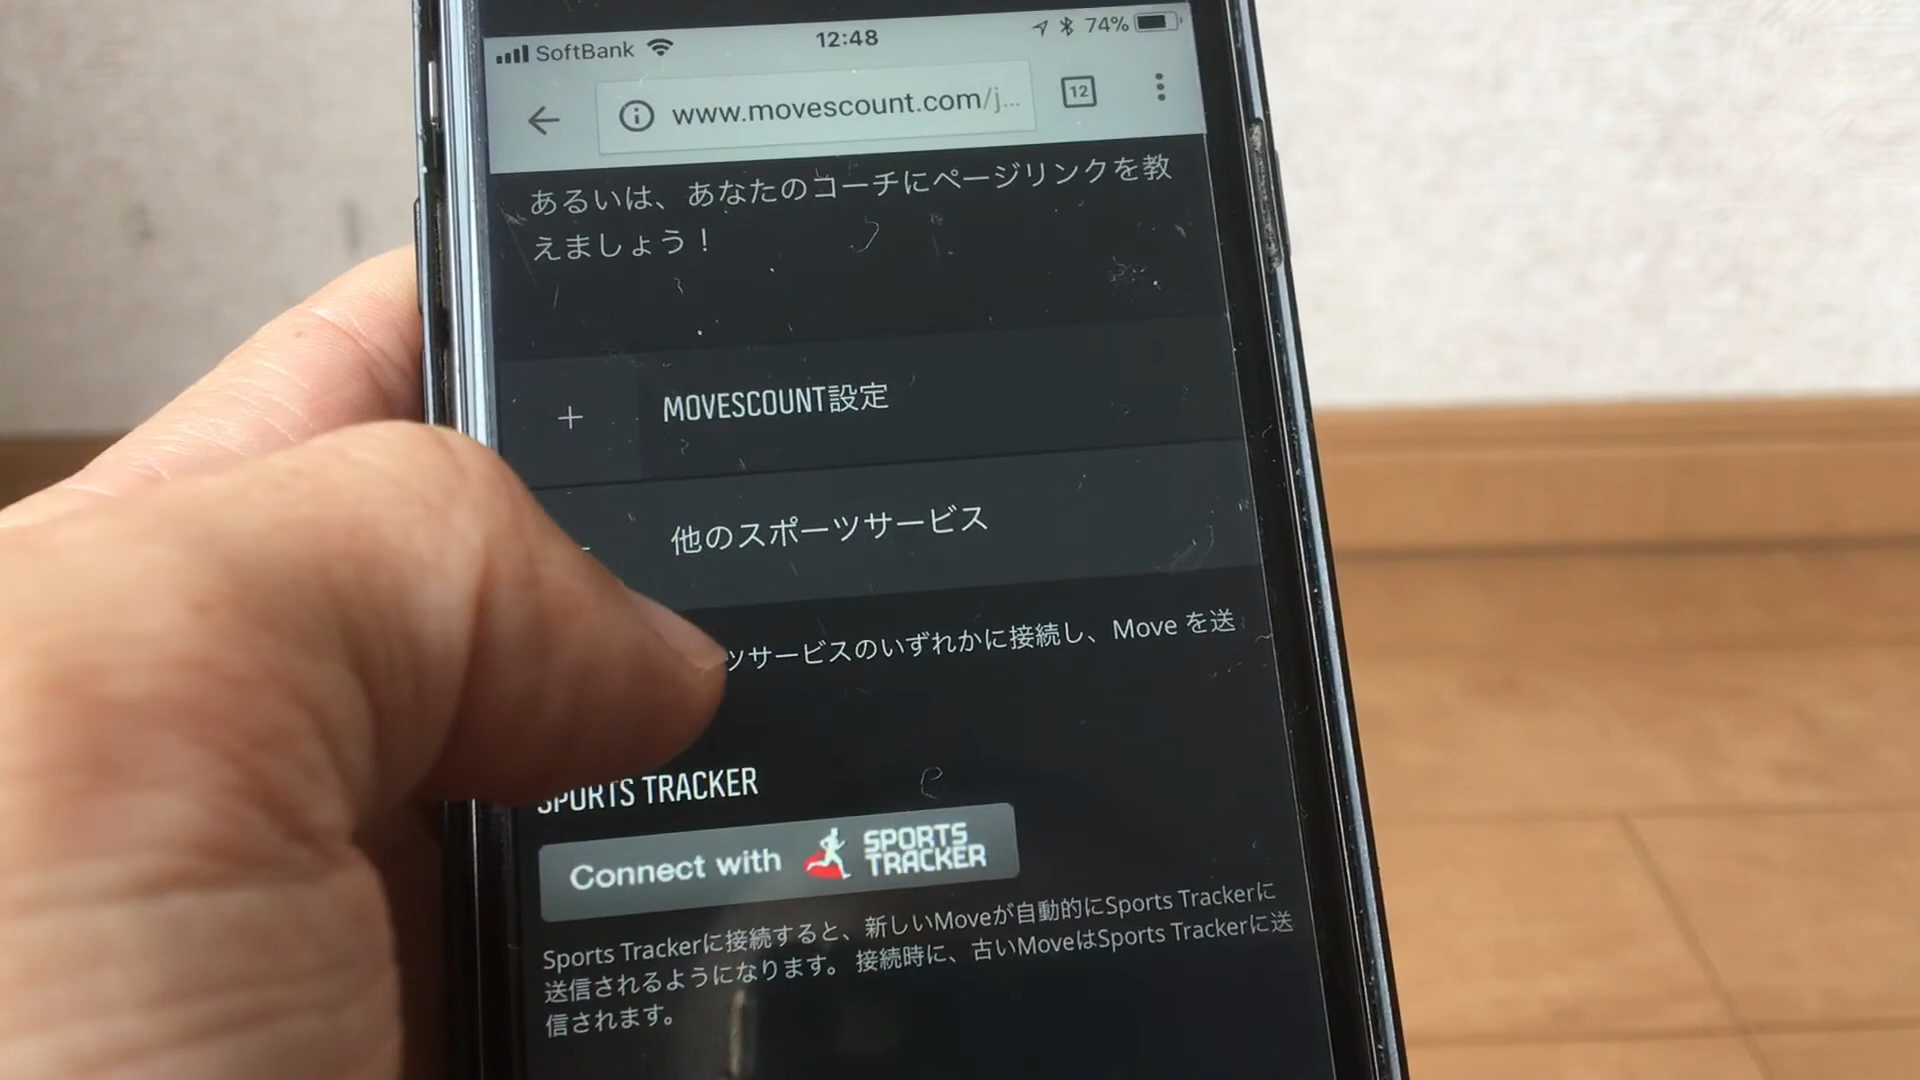 SoftBank 12:48 74%
www.movescount.com/j... 12
あるいは、あなたのコーチにページリンクを教
えましょう！
MOVESCOUNT設定
他のスポーツサービス
ツサービスのいずれかに接続し、Move を送
SPORTS TRACKER
Connect with SPORTS TRACKER
Sports Trackerに接続すると、新しいMoveが自動的にSports Trackerに
送信されるようになります。 接続時に、古いMoveはSports Trackerに送
信されます。